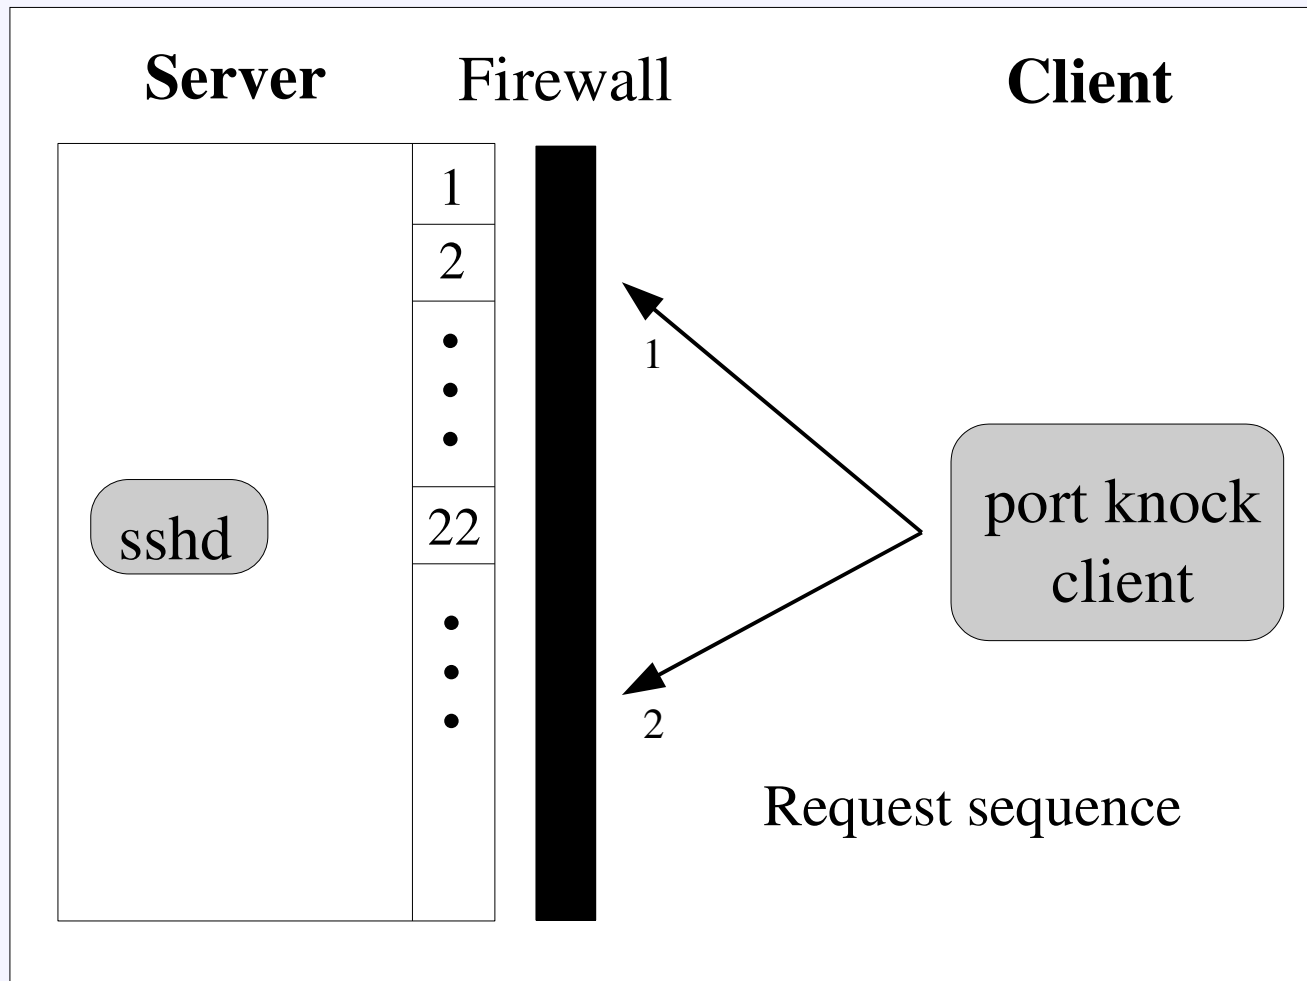 Server
Firewall
Client
1
2
22
sshd
1
2
port knock
client
Request sequence